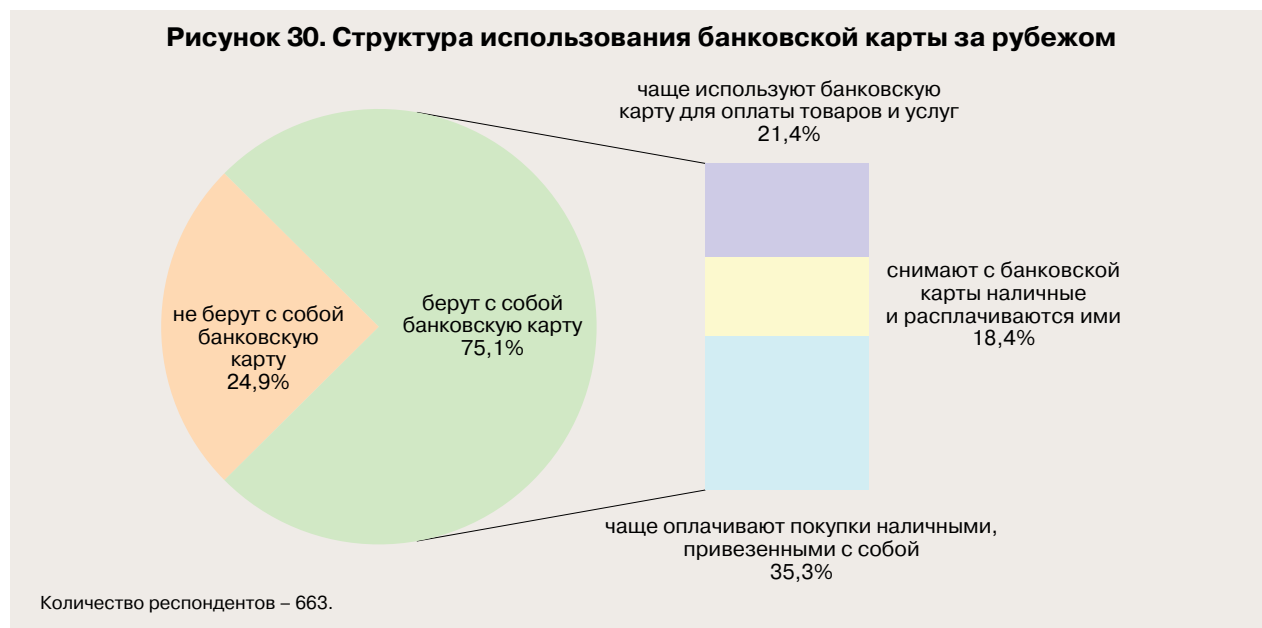 Рисунок 30. Структура использования банковской карты за рубежом
чаще используют банковскую
карту для оплаты товаров и услуг
21,4%
не берут с собой
банковскую
карту
24,9%
берут с собой
банковскую карту
75,1%
снимают с банковской
карты наличные
и расплачиваются ими
18,4%
чаще оплачивают покупки наличными,
привезенными с собой
35,3%
Количество респондентов – 663.